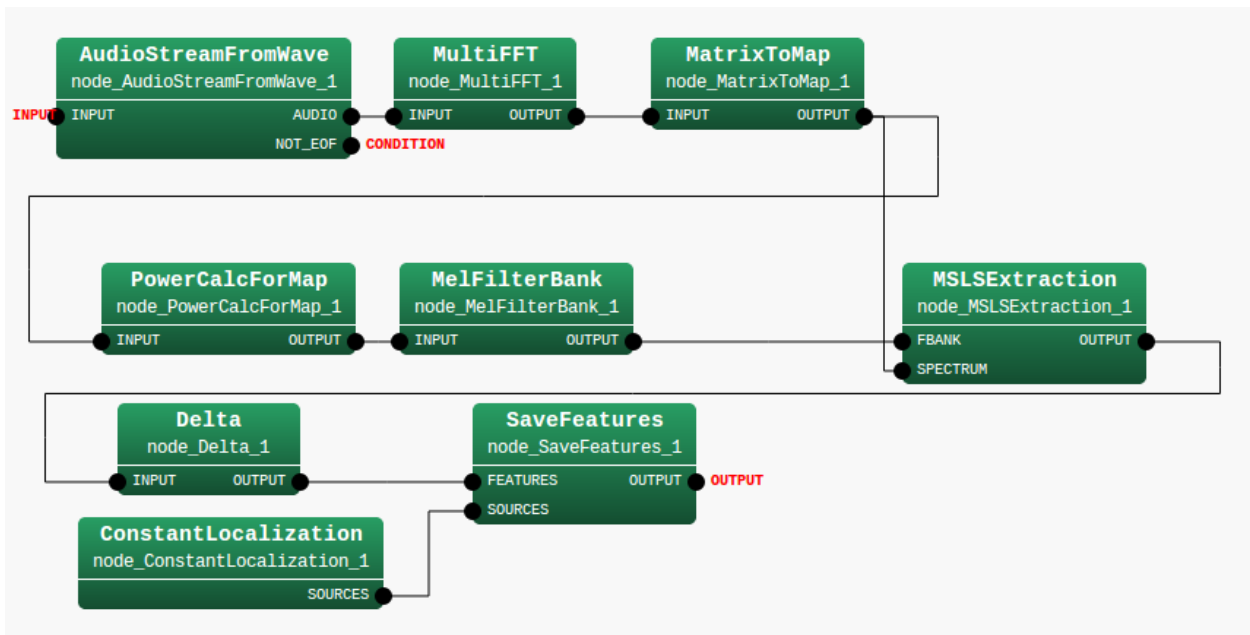 AudioStreamFromWave
node_AudioStreamFromWave_1
INPUT
INPUT
AUDIO
NOT_EOF
CONDITION
MultiFFT
node_MultiFFT_1
INPUT OUTPUT
MatrixToMap
node_MatrixToMap_1
INPUT OUTPUT
PowerCalcForMap
node_PowerCalcForMap_1
INPUT OUTPUT
MelFilterBank
node_MelFilterBank_1
INPUT OUTPUT
MSLSExtraction
node_MSLSExtraction_1
FBANK OUTPUT
SPECTRUM
Delta
node_Delta_1
INPUT OUTPUT
SaveFeatures
node_SaveFeatures_1
FEATURES OUTPUT
OUTPUT
SOURCES
ConstantLocalization
node_ConstantLocalization_1
SOURCES